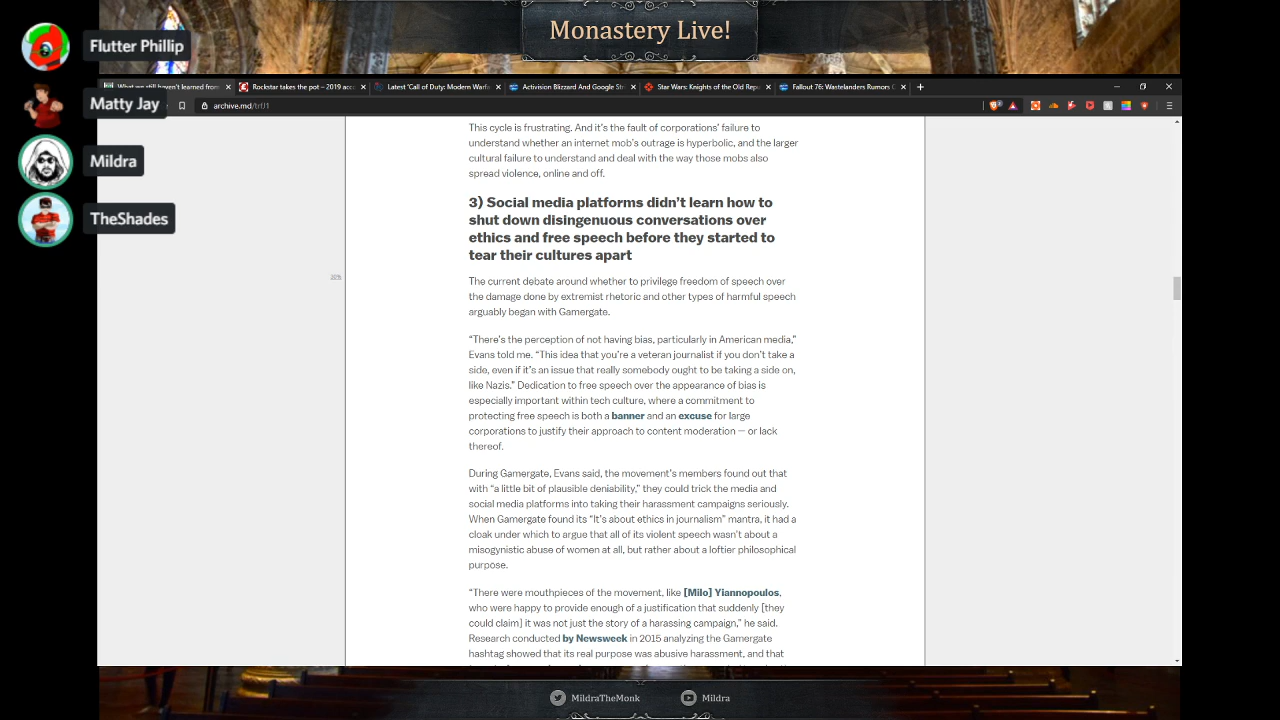 Monastery Live!
Flutter Phillip
Matty Jay
Mildra
TheShades
What we still haven't learned from
Rockstar takes the pot – 2019 acc
Latest 'Call of Duty: Modern Warfa
Activision Blizzard And Google Str
Star Wars: Knights of the Old Rep
Fallout 76: Wastelanders Rumors C
This cycle is frustrating. And it's the fault of corporations' failure to
understand whether an internet mob's outrage is hyperbolic, and the larger
cultural failure to understand and deal with the way those mobs also
spread violence, online and off.
3) Social media platforms didn't learn how to
shut down disingenuous conversations over
ethics and free speech before they started to
tear their cultures apart
The current debate around whether to privilege freedom of speech over
the damage done by extremist rhetoric and other types of harmful speech
arguably began with Gamergate.
"There's the perception of not having bias, particularly in American media,"
Evans told me. "This idea that you're a veteran journalist if you don't take a
side, even if it's an issue that really somebody ought to be taking a side on,
like Nazis." Dedication to free speech over the appearance of bias is
especially important within tech culture, where a commitment to
protecting free speech is both a banner and an excuse for large
corporations to justify their approach to content moderation — or lack
thereof.
During Gamergate, Evans said, the movement's members found out that
with "a little bit of plausible deniability," they could trick the media and
social media platforms into taking their harassment campaigns seriously.
When Gamergate found its "It's about ethics in journalism" mantra, it had a
cloak under which to argue that all of its violent speech wasn't about a
misogynistic abuse of women at all, but rather about a loftier philosophical
purpose.
"There were mouthpieces of the movement, like [Milo] Yiannopoulos,
who were happy to provide enough of a justification that suddenly [they
could claim] it was not just the story of a harassing campaign," he said.
Research conducted by Newsweek in 2015 analyzing the Gamergate
hashtag showed that its real purpose was abusive harassment, and that
MildraTheMonk
Mildra